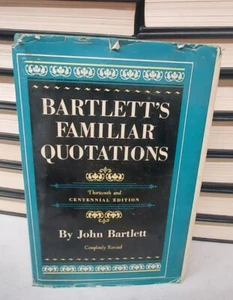 BARTLETT'S
FAMILIAR
QUOTATIONS
Thirteenth and
CENTENNIAL EDITION
By John Bartlett
Completely Revised